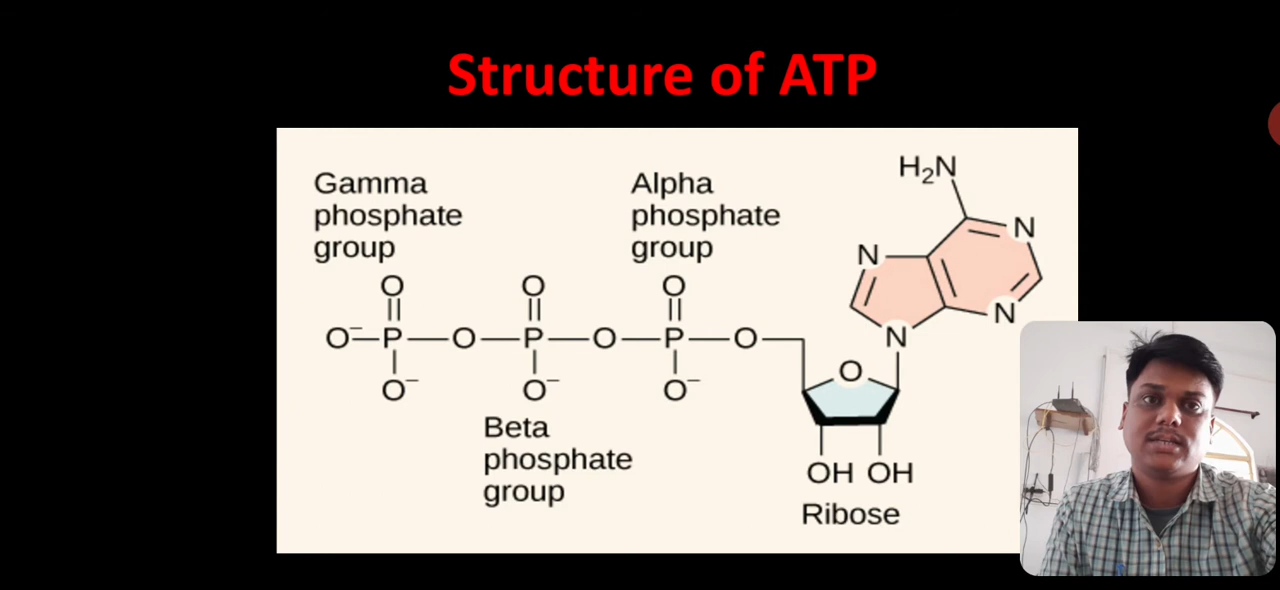 Structure of ATP
Gamma
phosphate
group
Alpha
phosphate
group
H₂N
N
N
N
N
O
O
O
O⁻—P—O—P—O—P—O
O⁻
O⁻
O⁻
O
Beta
phosphate
group
OH OH
Ribose